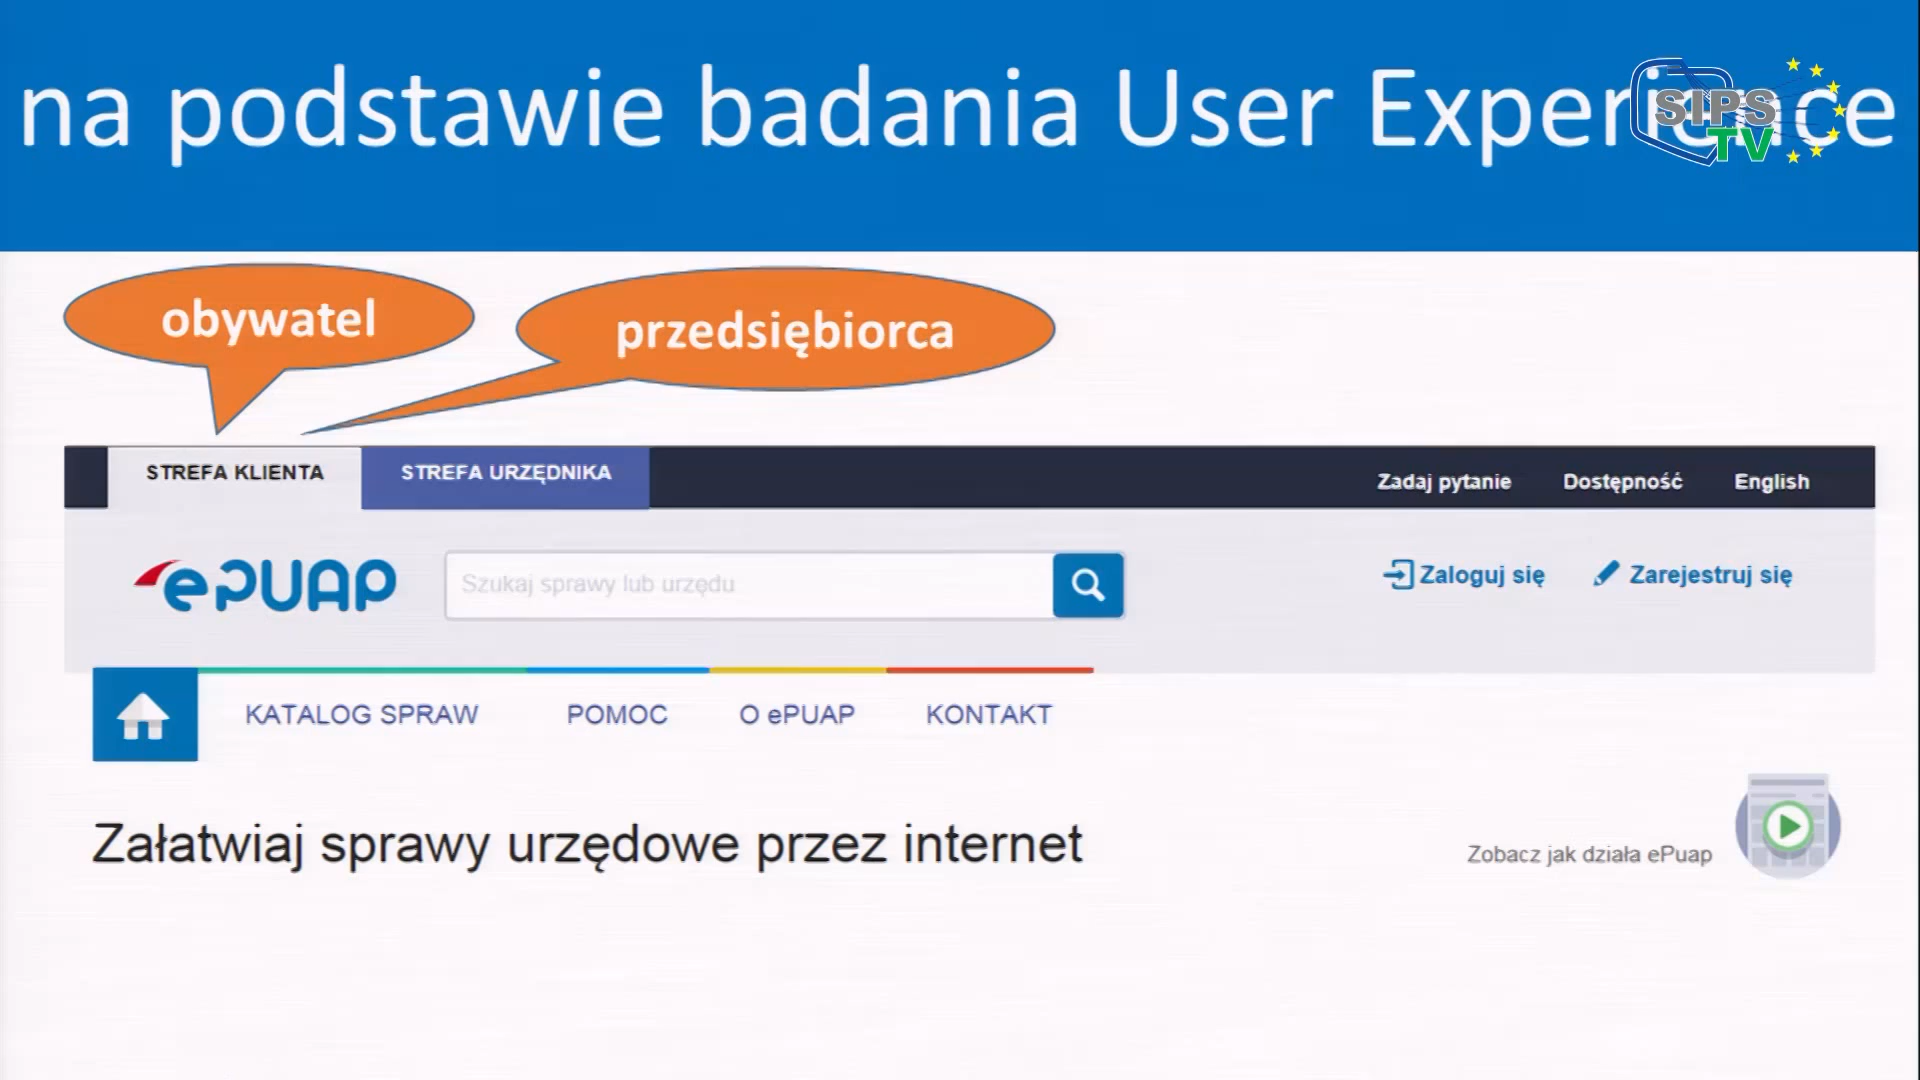 na podstawie badania User Experience
SIPS
TV
obywatel
przedsiębiorca
STREFA KLIENTA
STREFA URZĘDNIKA
Zadaj pytanie
Dostępność
English
ePUAP
Szukaj sprawy lub urzędu
Zaloguj się
Zarejestruj się
KATALOG SPRAW
POMOC
O ePUAP
KONTAKT
Załatwiaj sprawy urzędowe przez internet
Zobacz jak działa ePuap